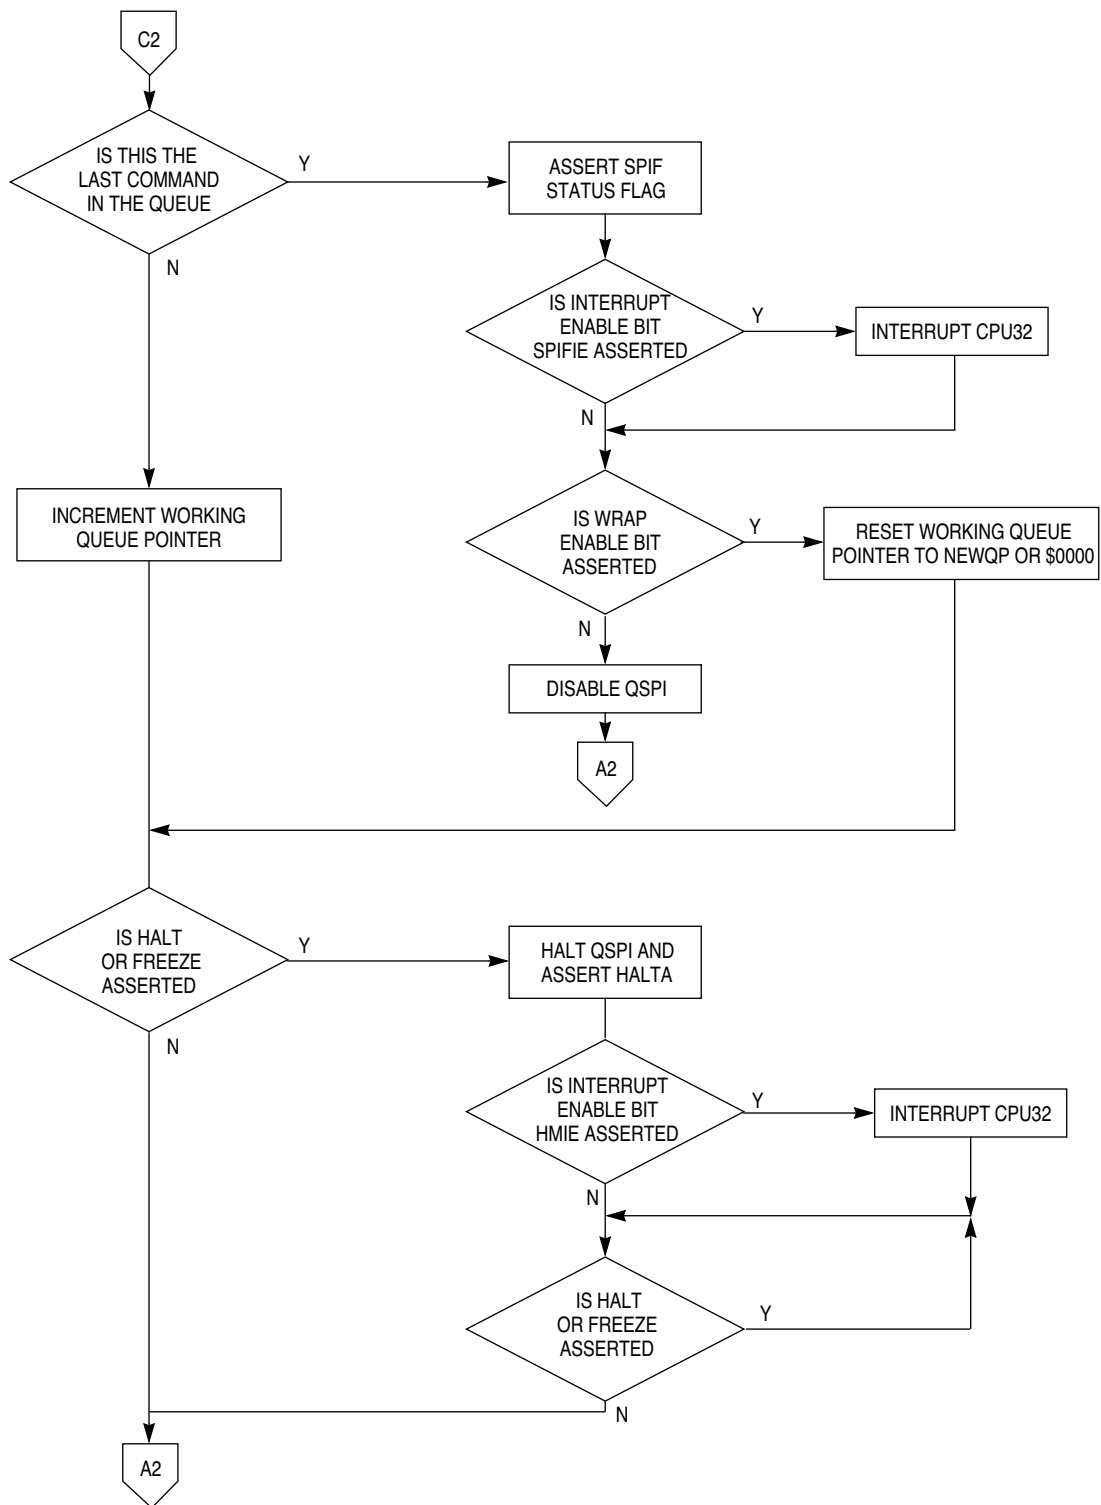 C2
IS THIS THE
LAST COMMAND
IN THE QUEUE
Y
N
ASSERT SPIF
STATUS FLAG
IS INTERRUPT
ENABLE BIT
SPIFIE ASSERTED
Y
N
INTERRUPT CPU32
INCREMENT WORKING
QUEUE POINTER
IS WRAP
ENABLE BIT
ASSERTED
Y
N
RESET WORKING QUEUE
POINTER TO NEWQP OR $0000
DISABLE QSPI
A2
IS HALT
OR FREEZE
ASSERTED
Y
N
HALT QSPI AND
ASSERT HALTA
IS INTERRUPT
ENABLE BIT
HMIE ASSERTED
Y
N
INTERRUPT CPU32
IS HALT
OR FREEZE
ASSERTED
Y
N
A2